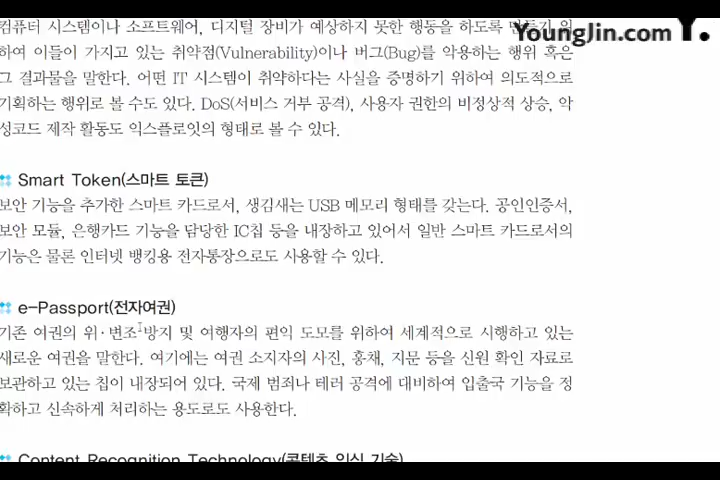 YoungJin.com Y.
컴퓨터 시스템이나 소프트웨어, 디지털 장비가 예상하지 못한 행동을 하도록 만들기 위
하여 이들이 가지고 있는 취약점(Vulnerability)이나 버그(Bug)를 악용하는 행위 혹은
그 결과물을 말한다. 어떤 IT 시스템이 취약하다는 사실을 증명하기 위하여 의도적으로
기획하는 행위로 볼 수도 있다. DoS(서비스 거부 공격), 사용자 권한의 비정상적 상승, 악
성코드 제작 활동도 익스플로잇의 형태로 볼 수 있다.
Smart Token(스마트 토큰)
보안 기능을 추가한 스마트 카드로서, 생김새는 USB 메모리 형태를 갖는다. 공인인증서,
보안 모듈, 은행카드 기능을 담당한 IC칩 등을 내장하고 있어서 일반 스마트 카드로서의
기능은 물론 인터넷 뱅킹용 전자통장으로도 사용할 수 있다.
e-Passport(전자여권)
기존 여권의 위·변조 방지 및 여행자의 편익 도모를 위하여 세계적으로 시행하고 있는
새로운 여권을 말한다. 여기에는 여권 소지자의 사진, 홍채, 지문 등을 신원 확인 자료로
보관하고 있는 칩이 내장되어 있다. 국제 범죄나 테러 공격에 대비하여 입출국 기능을 정
확하고 신속하게 처리하는 용도로도 사용한다.
Content Recognition Technology(콘텐츠 인식 기술)